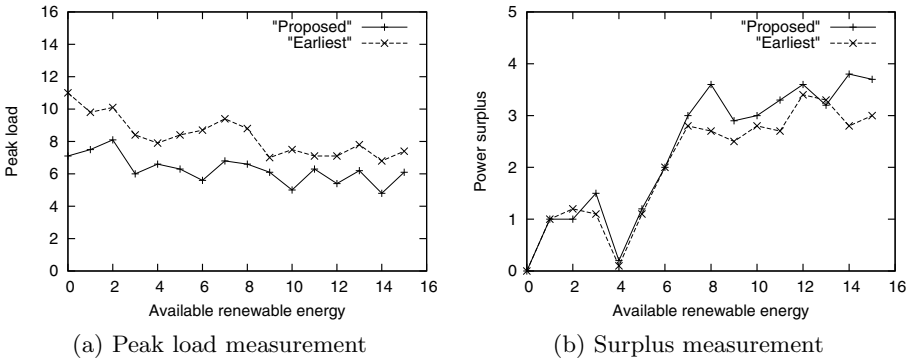 16
14
12
10
8
6
4
2
0
Peak load
"Proposed"
"Earliest"
0 2 4 6 8 10 12 14 16
Available renewable energy
(a) Peak load measurement
5
4
3
2
1
0
Power surplus
"Proposed"
"Earliest"
0 2 4 6 8 10 12 14 16
Available renewable energy
(b) Surplus measurement